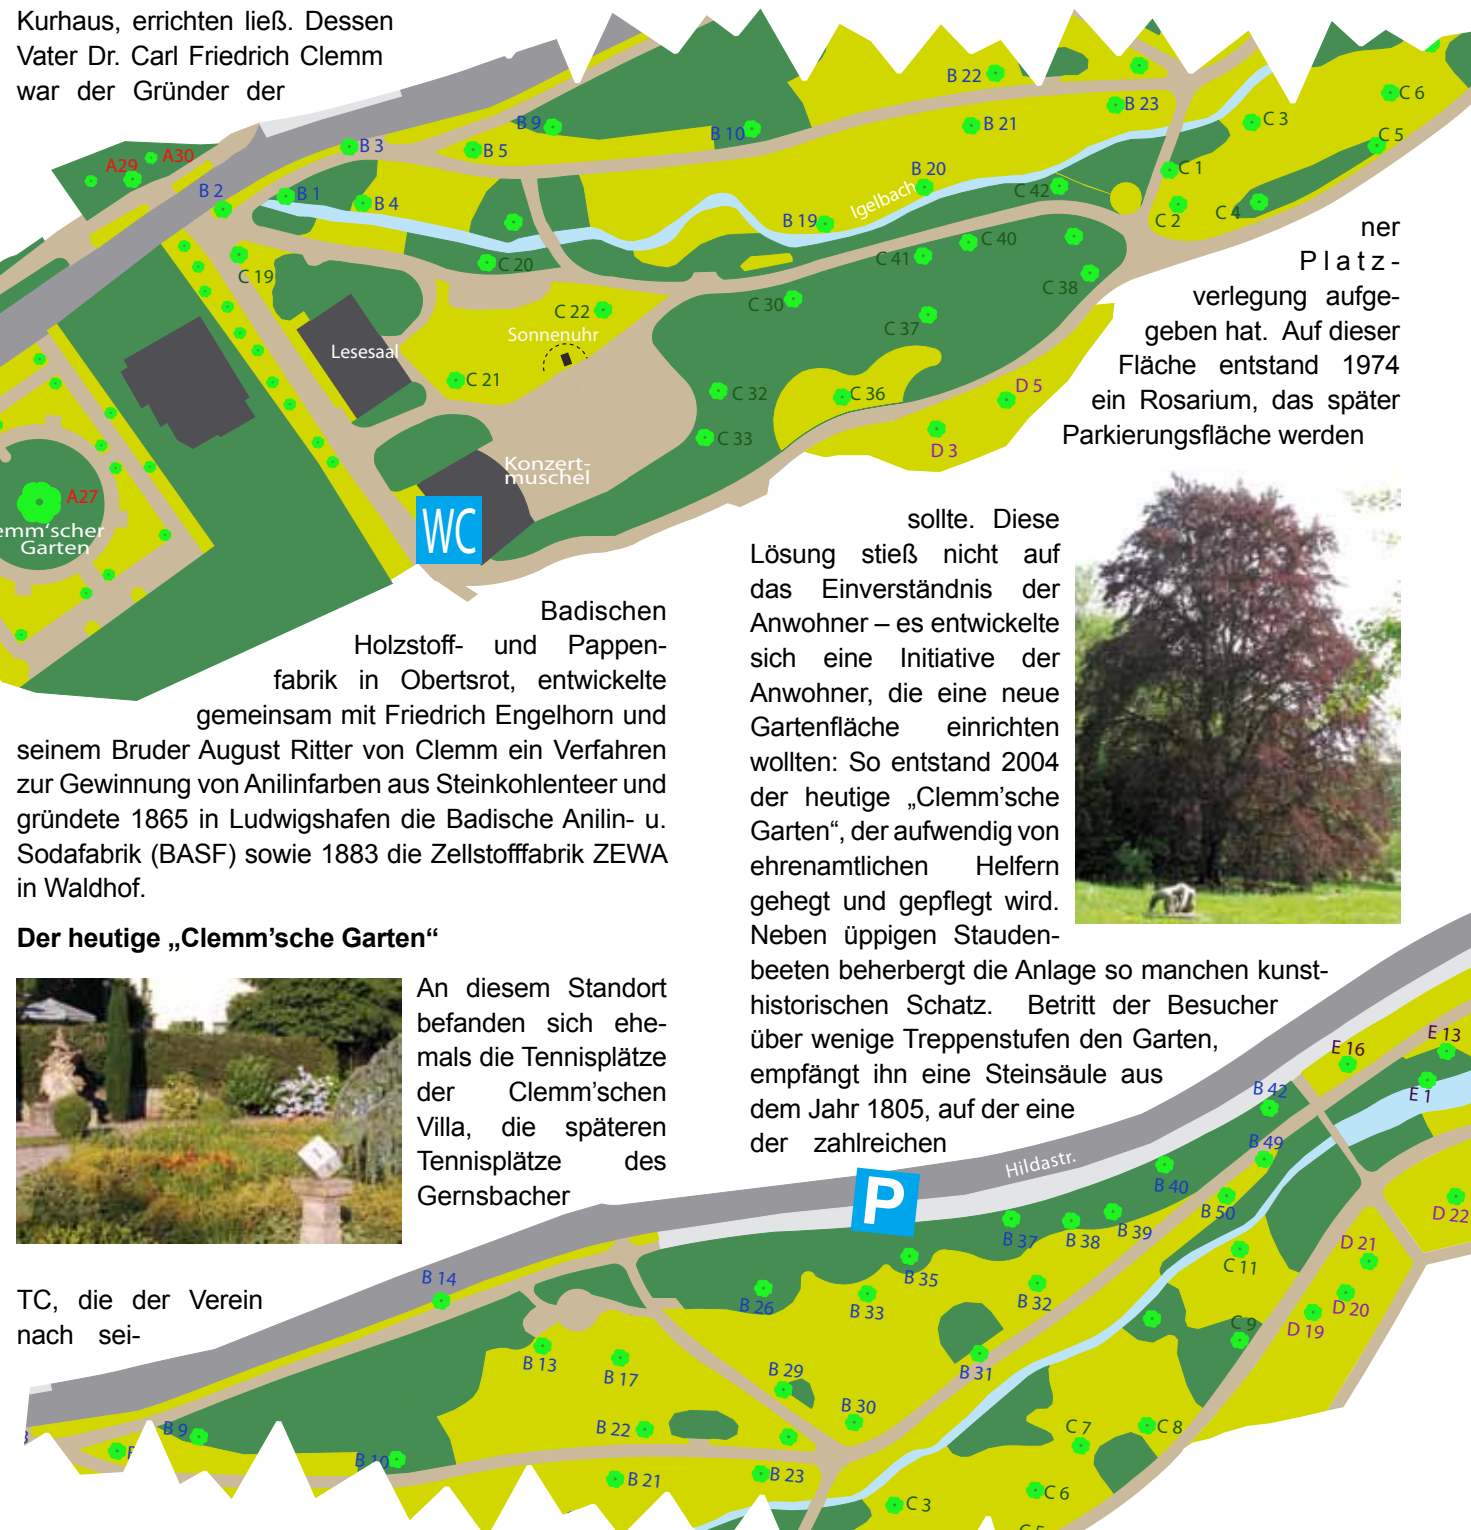 Kurhaus, errichten ließ. Dessen
Vater Dr. Carl Friedrich Clemm
war der Gründer der
B 22
B 23
C 6
C 3
B 9
B 10
B 21
C 5
B 3
B 5
A30
A29
B 20
C 1
B 2
B 1
B 4
Igelbach
C 42
C 2
C 4
B 19
ner
Platz-
verlegung aufge-
geben hat. Auf dieser
Fläche entstand 1974
ein Rosarium, das später
Parkierungsfläche werden
C 40
C 41
C 19
C 20
C 38
C 30
C 22
C 37
Sonnenuhr
Lesesaal
C 21
C 32
C 36
D 5
C 33
D 3
Konzert-
muschel
A27
emm'scher
Garten
WC
Badischen
Holzstoff- und Pappen-
fabrik in Obertsrot, entwickelte
gemeinsam mit Friedrich Engelhorn und
seinem Bruder August Ritter von Clemm ein Verfahren
zur Gewinnung von Anilinfarben aus Steinkohlenteer und
gründete 1865 in Ludwigshafen die Badische Anilin- u.
Sodafabrik (BASF) sowie 1883 die Zellstofffabrik ZEWA
in Waldhof.
Der heutige „Clemm’sche Garten“
An diesem Standort
befanden sich ehe-
mals die Tennisplätze
der Clemm’schen
Villa, die späteren
Tennisplätze des
Gernsbacher
TC, die der Verein
nach sei-
sollte. Diese
Lösung stieß nicht auf
das Einverständnis der
Anwohner – es entwickelte
sich eine Initiative der
Anwohner, die eine neue
Gartenfläche einrichten
wollten: So entstand 2004
der heutige „Clemm’sche
Garten“, der aufwendig von
ehrenamtlichen Helfern
gehegt und gepflegt wird.
Neben üppigen Stauden-
beeten beherbergt die Anlage so manchen kunst-
historischen Schatz. Betritt der Besucher
über wenige Treppenstufen den Garten,
empfängt ihn eine Steinsäule aus
dem Jahr 1805, auf der eine
der zahlreichen
E 13
E 16
E 1
B 42
B 49
Hildastr.
B 40
P
B 50
D 22
B 39
B 38
B 37
D 21
C 11
B 35
B 14
B 26
B 33
B 32
D 20
D 19
C 9
B 13
B 17
B 29
B 31
B 30
B 22
C 7
C 8
B 9
B 10
B 21
B 23
C 6
C 3